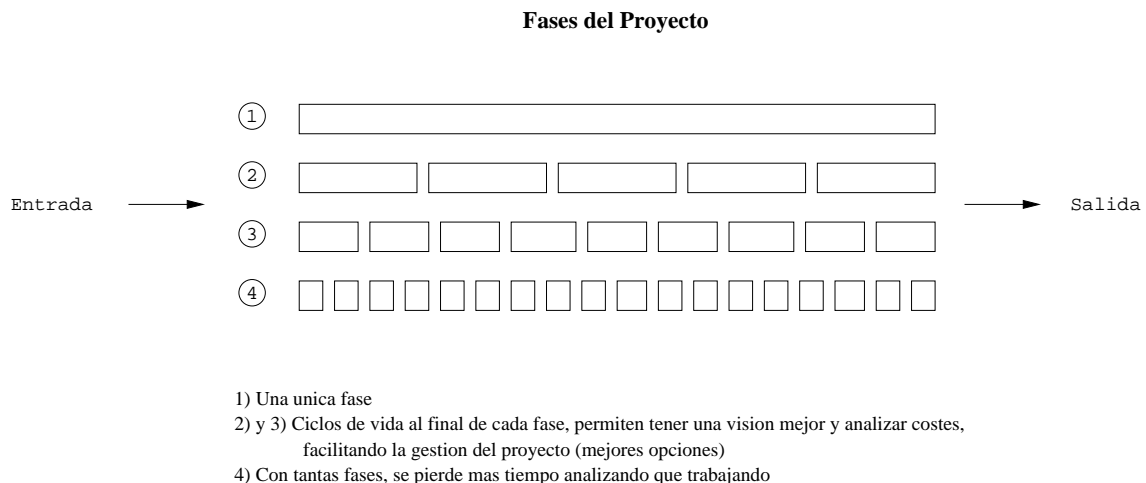 Fases del Proyecto
1
2
Entrada
Salida
3
4
1) Una unica fase
2) y 3) Ciclos de vida al final de cada fase, permiten tener una vision mejor y analizar costes,
facilitando la gestion del proyecto (mejores opciones)
4) Con tantas fases, se pierde mas tiempo analizando que trabajando